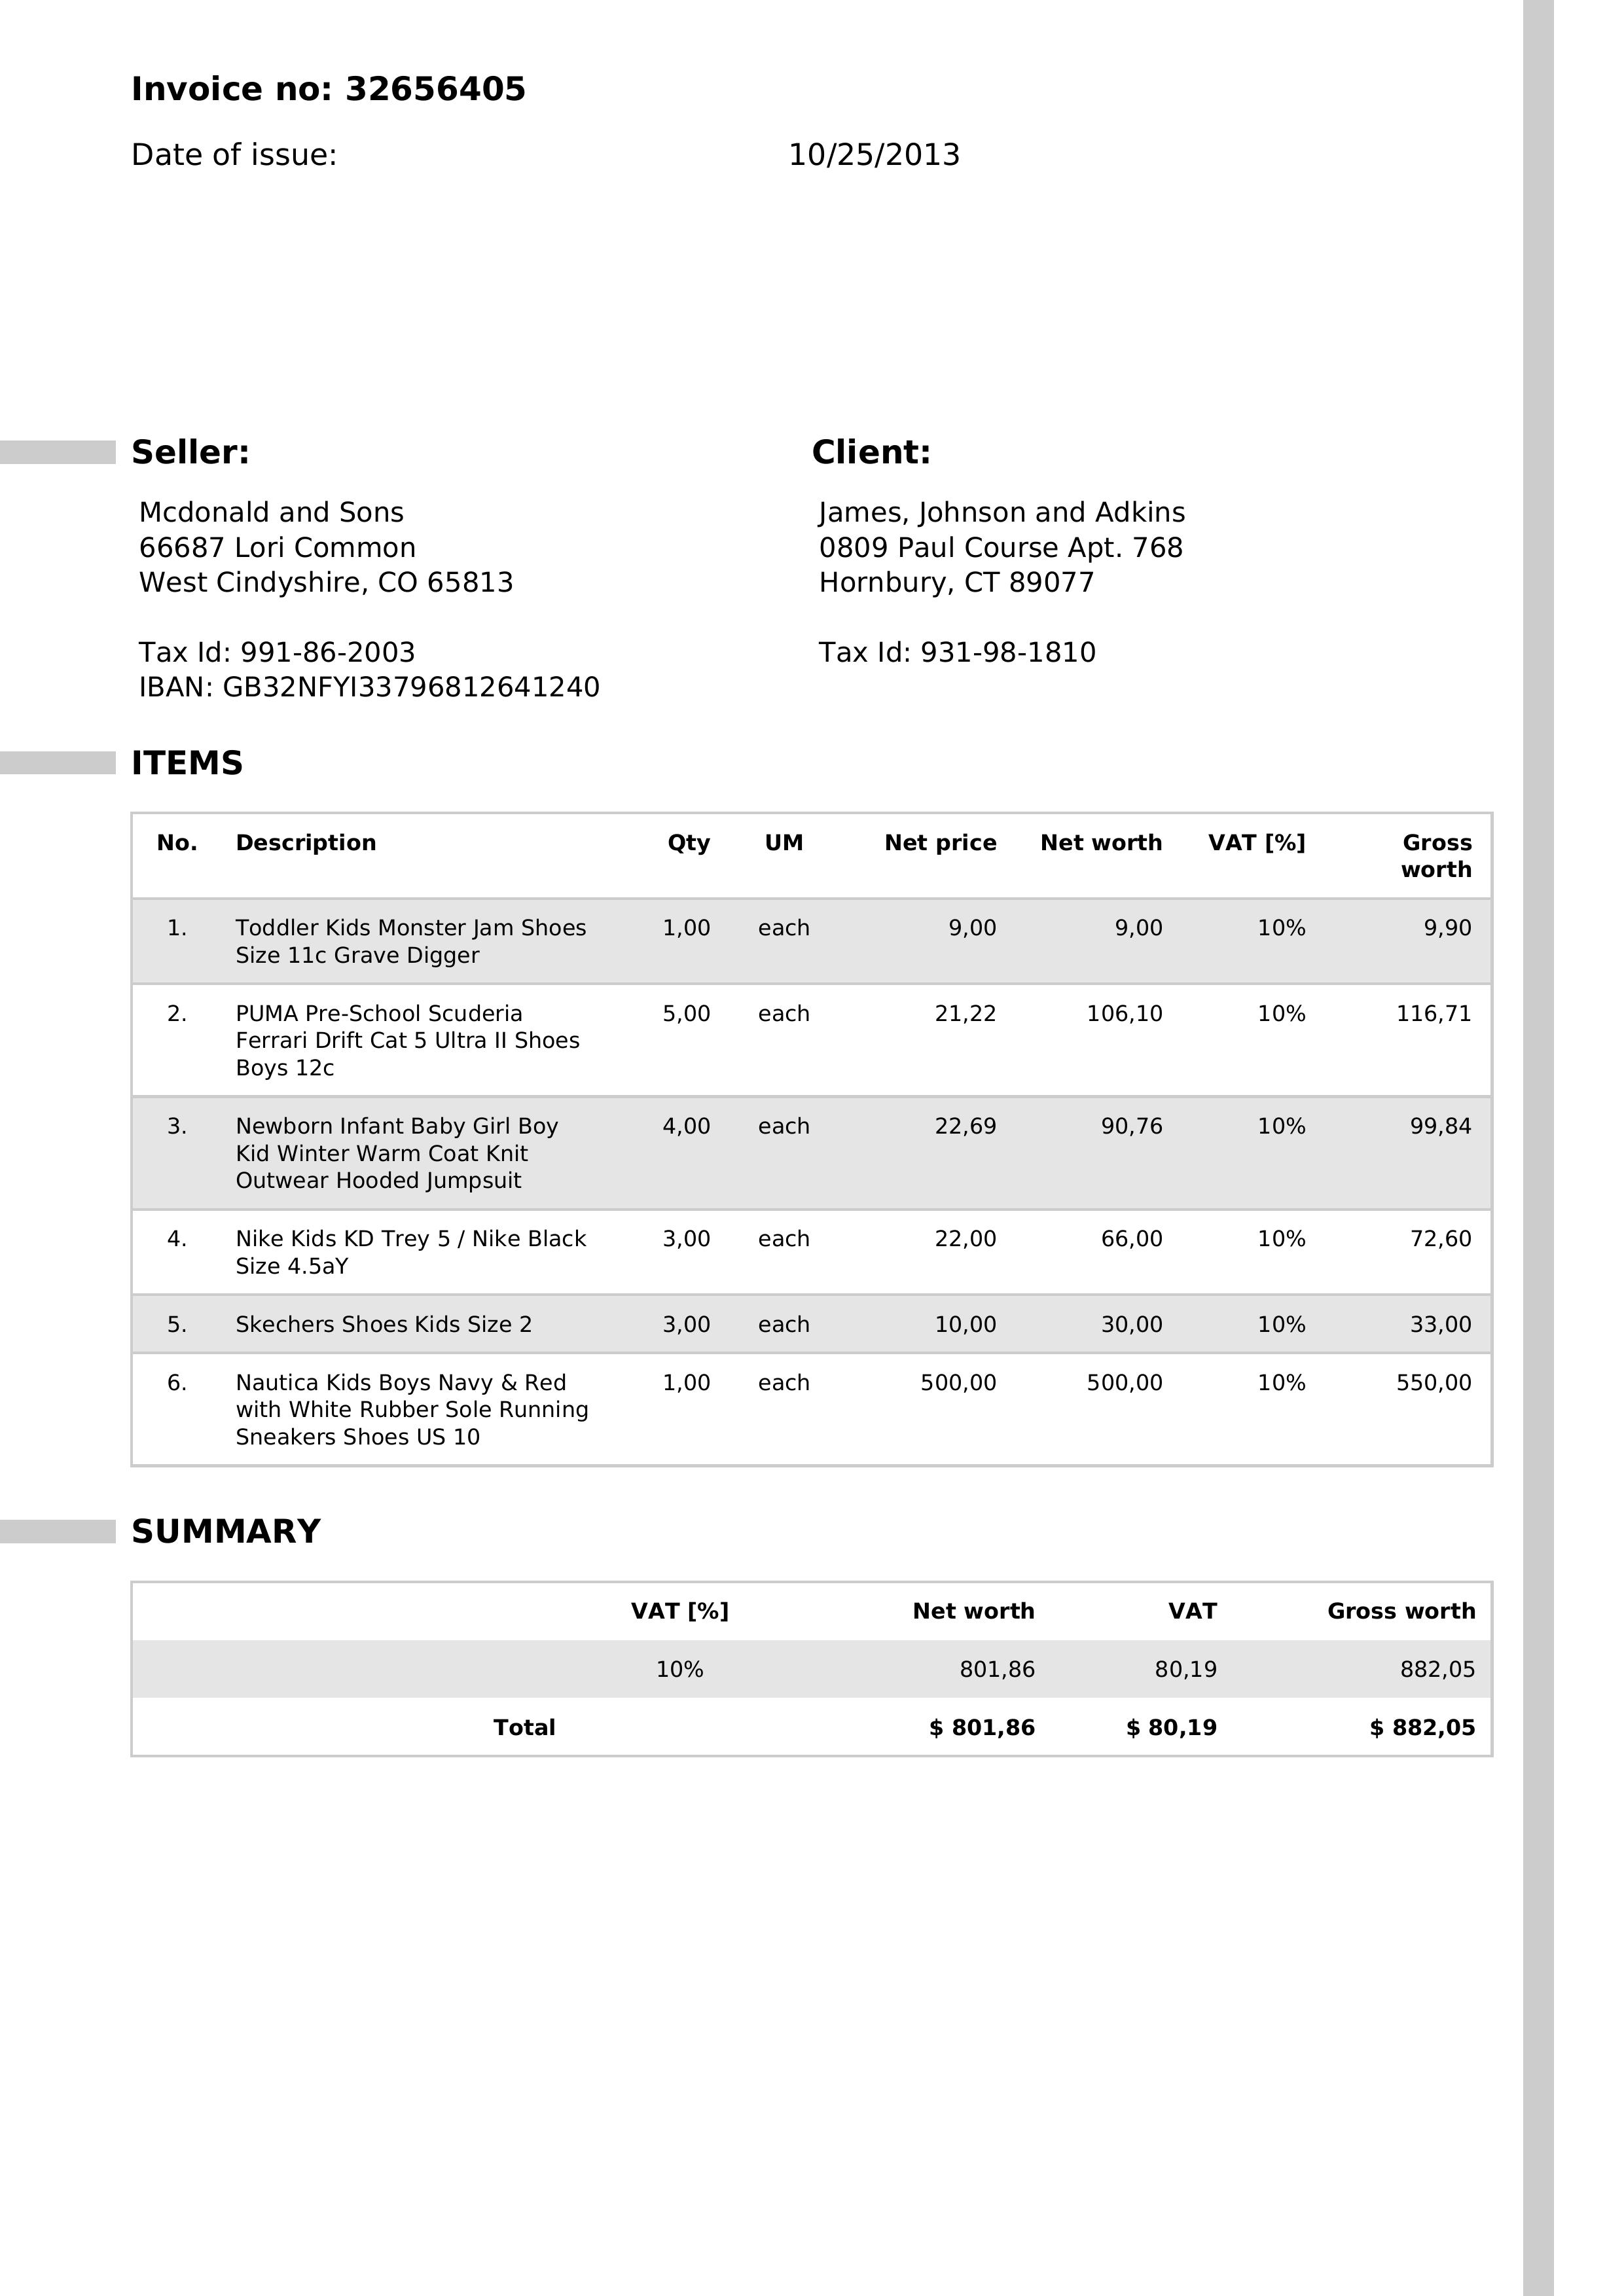 Invoice no: 32656405
Date of issue: 10/25/2013
Seller:
Mcdonald and Sons
66687 Lori Common
West Cindyshire, CO 65813
Tax Id: 991-86-2003
IBAN: GB32NFYI33796812641240
Client:
James, Johnson and Adkins
0809 Paul Course Apt. 768
Hornbury, CT 89077
Tax Id: 931-98-1810
ITEMS
No. Description Qty UM Net price Net worth VAT [%] Gross
worth
1. Toddler Kids Monster Jam Shoes 1,00 each 9,00 9,00 10% 9,90
Size 11c Grave Digger
2. PUMA Pre-School Scuderia 5,00 each 21,22 106,10 10% 116,71
Ferrari Drift Cat 5 Ultra II Shoes
Boys 12c
3. Newborn Infant Baby Girl Boy 4,00 each 22,69 90,76 10% 99,84
Kid Winter Warm Coat Knit
Outwear Hooded Jumpsuit
4. Nike Kids KD Trey 5 / Nike Black 3,00 each 22,00 66,00 10% 72,60
Size 4.5aY
5. Skechers Shoes Kids Size 2 3,00 each 10,00 30,00 10% 33,00
6. Nautica Kids Boys Navy & Red 1,00 each 500,00 500,00 10% 550,00
with White Rubber Sole Running
Sneakers Shoes US 10
SUMMARY
VAT [%] Net worth VAT Gross worth
10% 801,86 80,19 882,05
Total $ 801,86 $ 80,19 $ 882,05